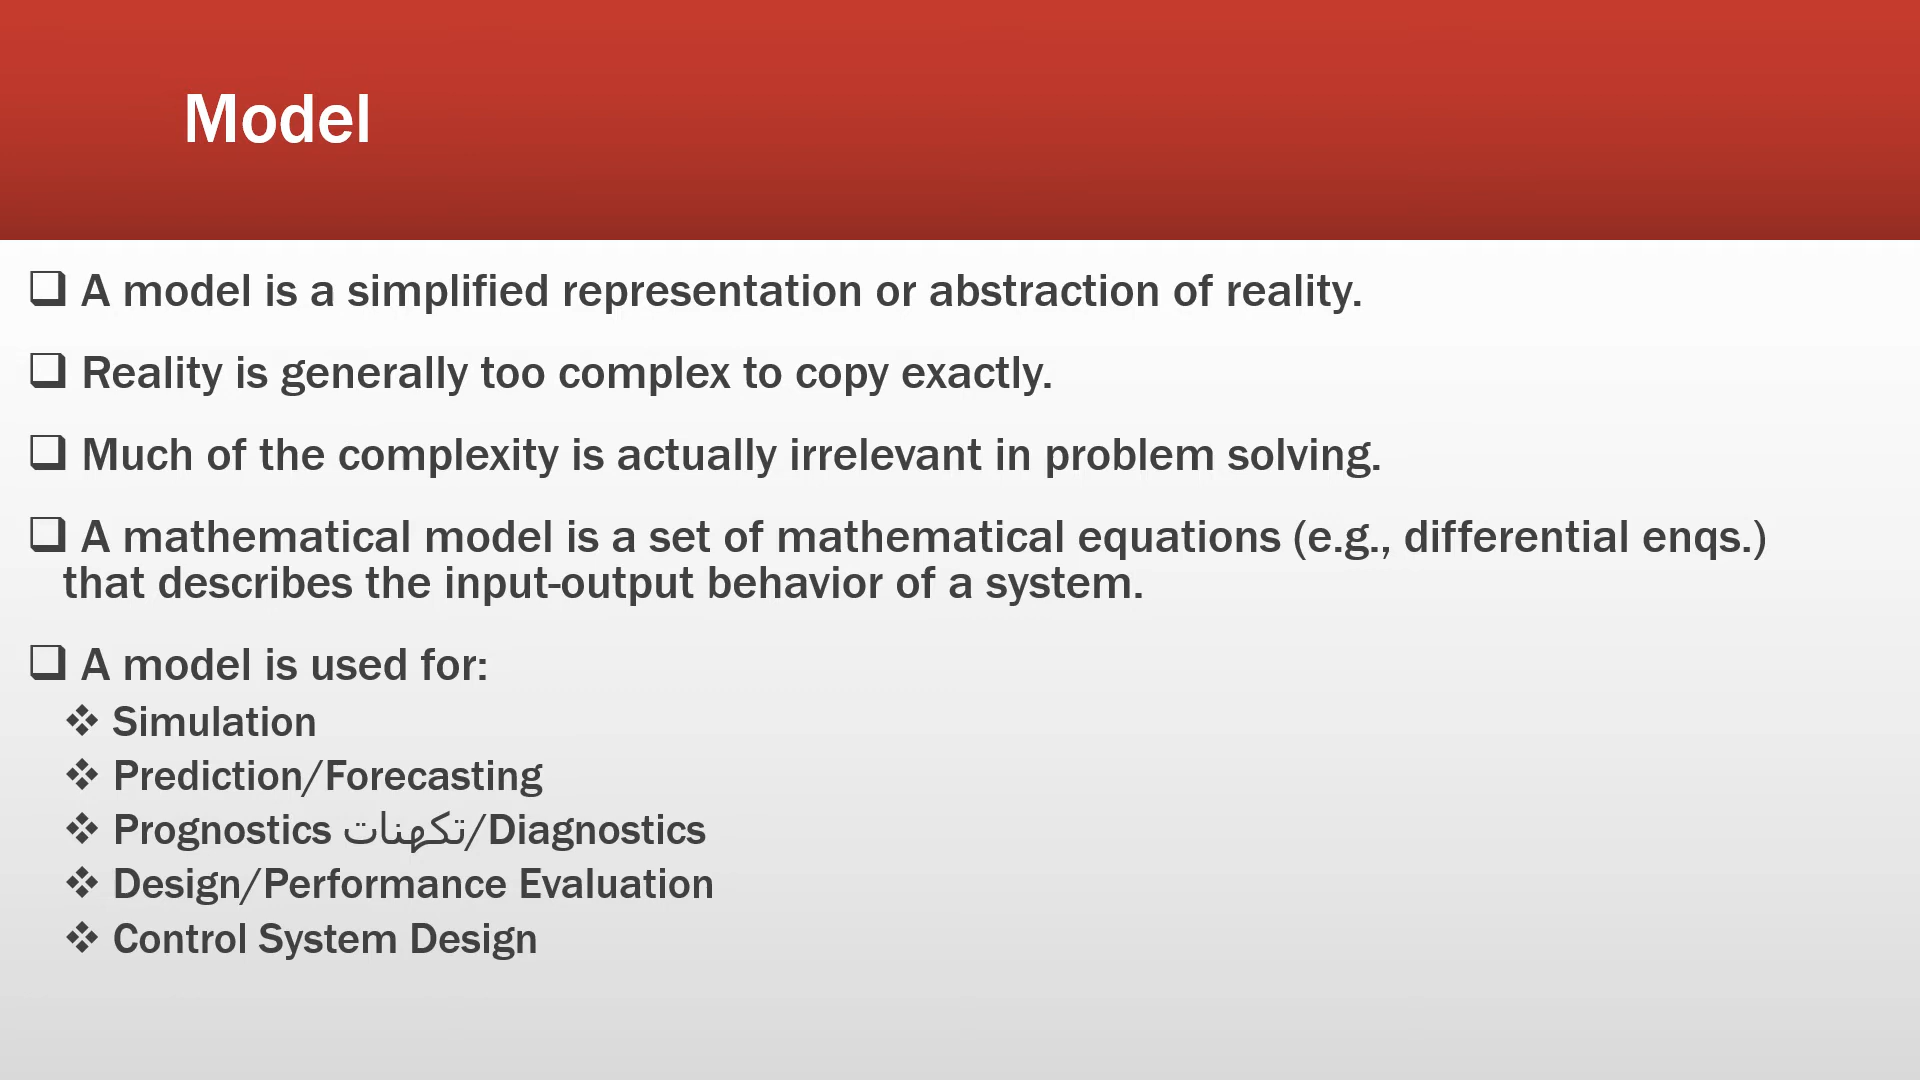 Model
❑ A model is a simplified representation or abstraction of reality.
❑ Reality is generally too complex to copy exactly.
❑ Much of the complexity is actually irrelevant in problem solving.
❑ A mathematical model is a set of mathematical equations (e.g., differential enqs.)
that describes the input-output behavior of a system.
❑ A model is used for:
❖ Simulation
❖ Prediction/Forecasting
❖ Prognostics تكهنات/Diagnostics
❖ Design/Performance Evaluation
❖ Control System Design